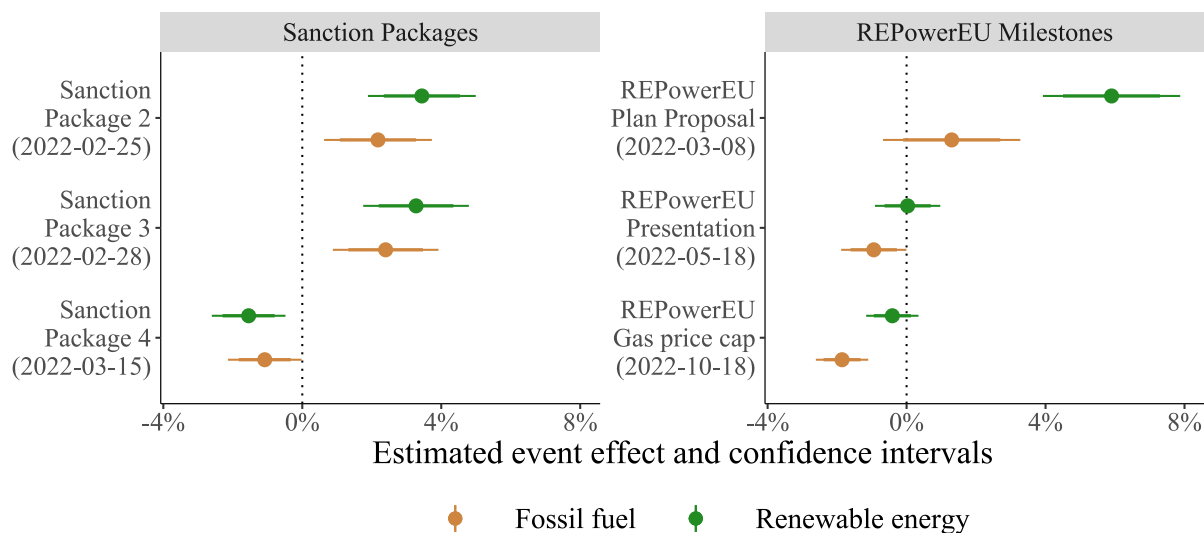 Sanction Packages
Sanction
Package 2
(2022-02-25)
Sanction
Package 3
(2022-02-28)
Sanction
Package 4
(2022-03-15)
-4%
0%
4%
8%
REPowerEU Milestones
REPowerEU
Plan Proposal
(2022-03-08)
REPowerEU
Presentation
(2022-05-18)
REPowerEU
Gas price cap
(2022-10-18)
-4%
0%
4%
8%
Estimated event effect and confidence intervals
Fossil fuel
Renewable energy